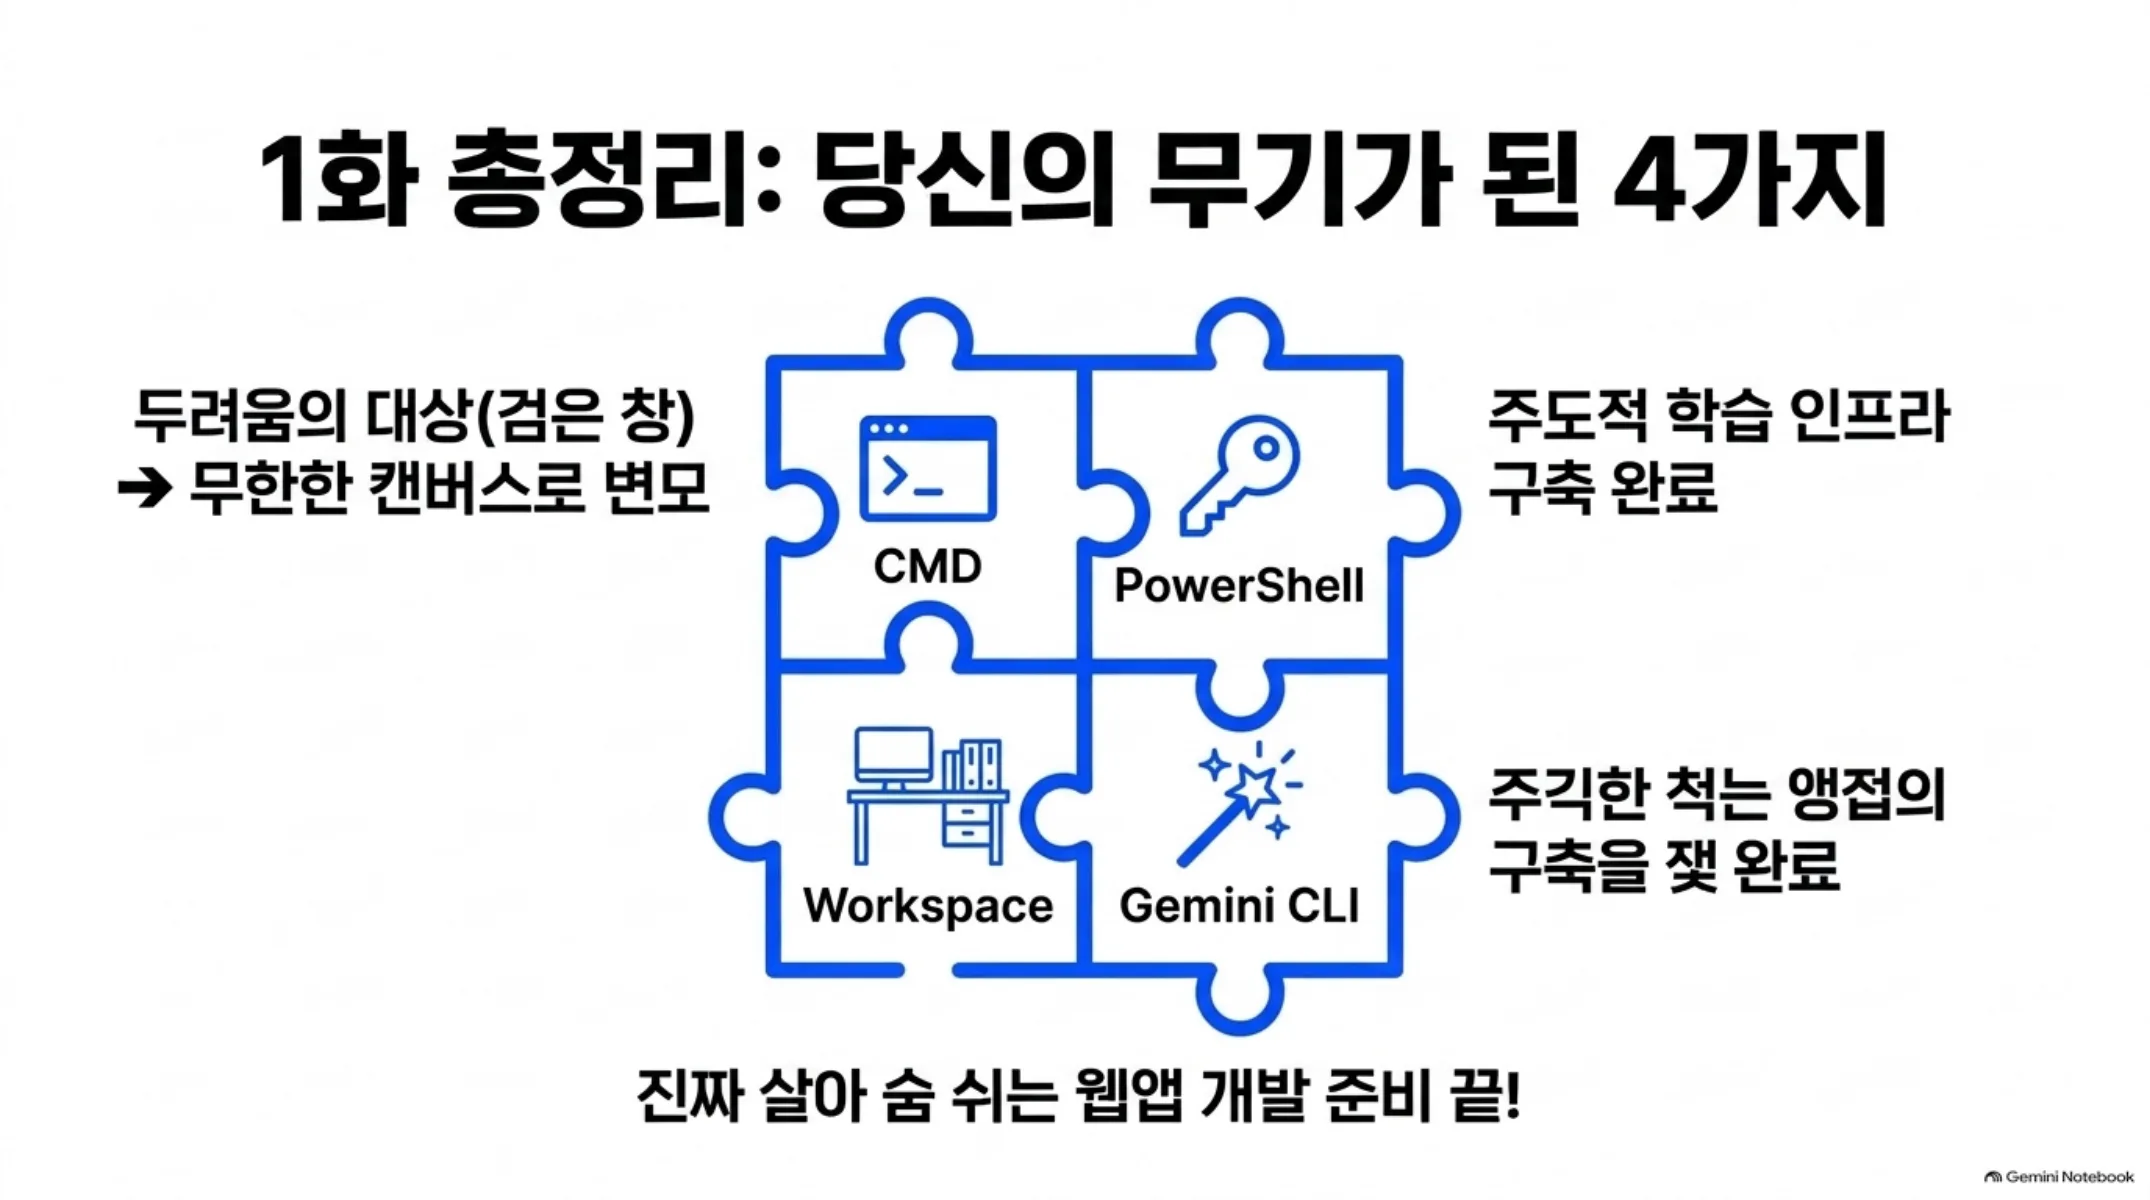 1화 총정리: 당신의 무기가 된 4가지
두려움의 대상(검은 창)
➔ 무한한 캔버스로 변모
CMD
PowerShell
주도적 학습 인프라
구축 완료
Workspace
Gemini CLI
주긱한 척는 앵접의
구축을 완료
진짜 살아 숨 쉬는 웹앱 개발 준비 끝!
Gemini Notebook